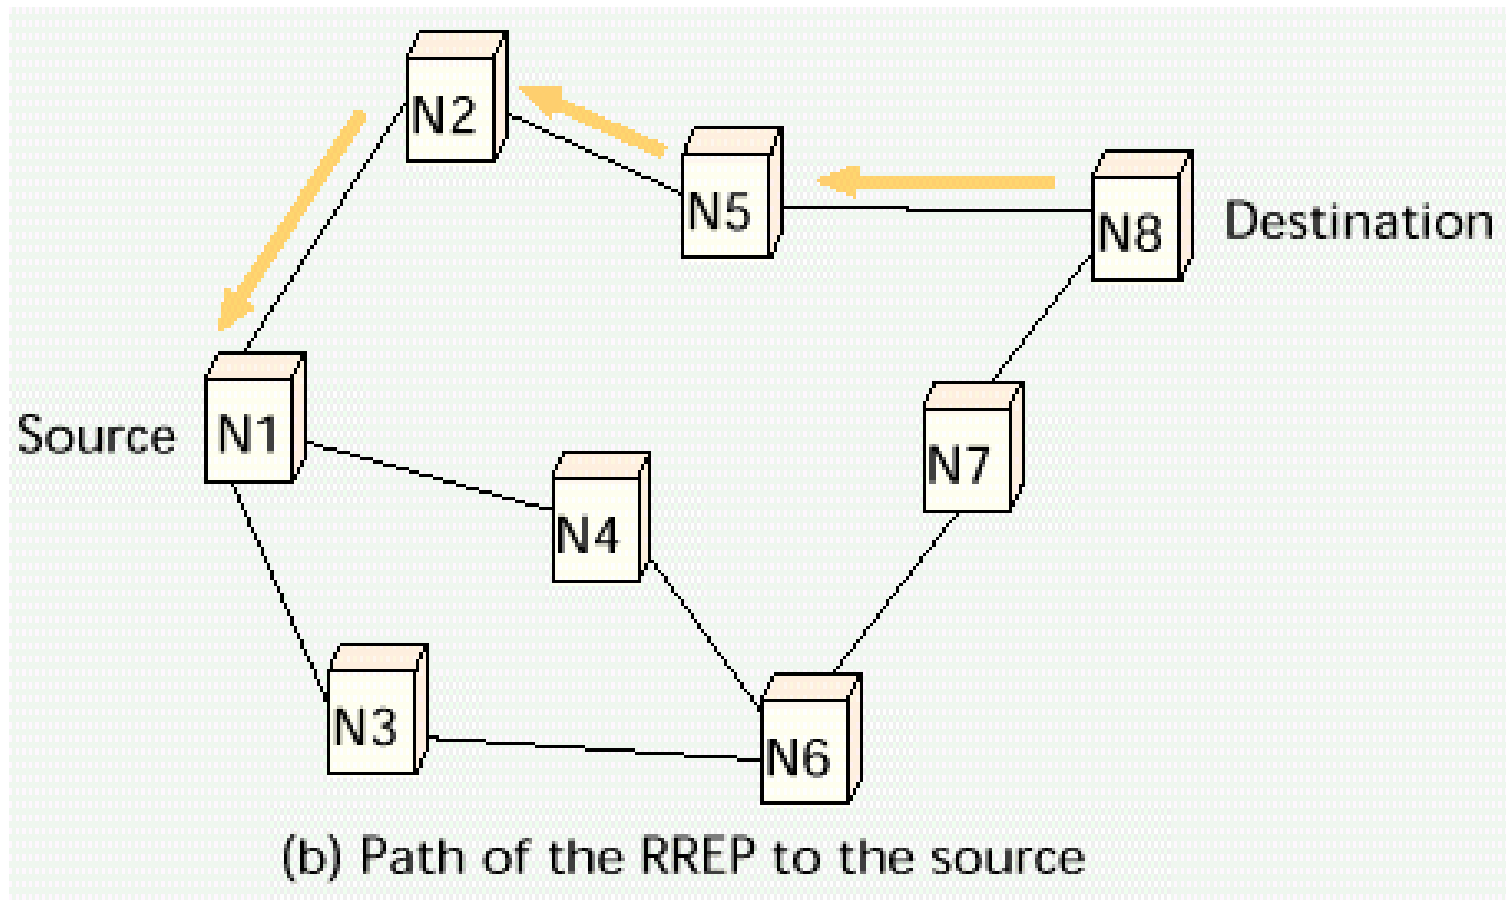 N2
N5
N8
Destination
Source
N1
N7
N4
N3
N6
(b) Path of the RREP to the source